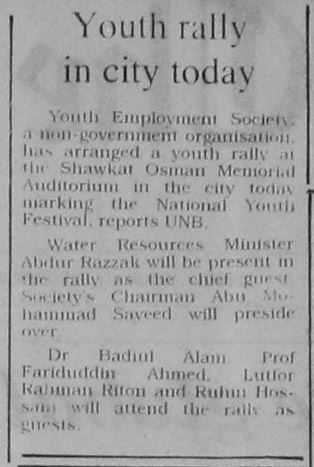 Youth rally
in city today
Youth Employment Society,
a non-government organisation,
has arranged a youth rally at
the Shawkat Osman Memorial
Auditorium in the city today
marking the National Youth
Festival, reports UNB.
Water Resources Minister
Abdur Razzak will be present in
the rally as the chief guest.
Society's Chairman Abu Mo-
hammad Sayeed will preside
over.
Dr Badiul Alam Prof
Fariduddin Ahmed, Lutfor
Rahman Riton and Ruhin Hos-
sain will attend the rally as
guests.